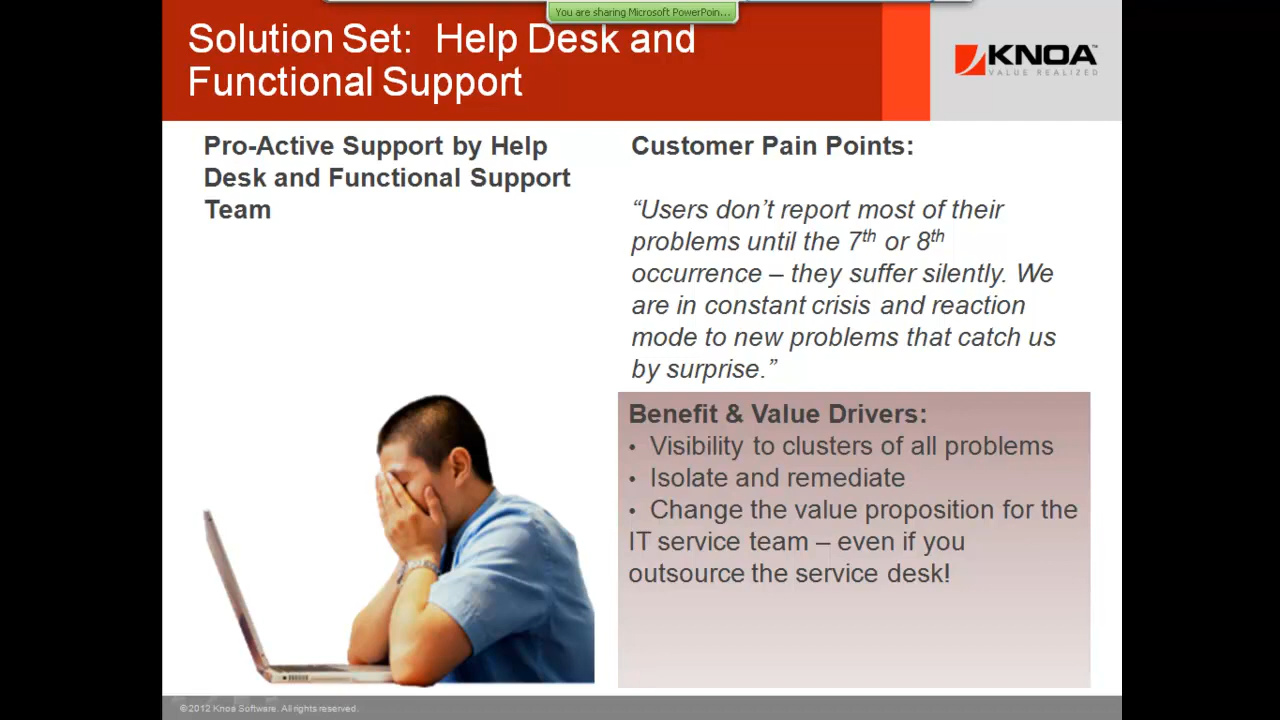 You are sharing Microsoft PowerPoin...
Solution Set: Help Desk and
Functional Support
KNOA™
VALUE REALIZED
Pro-Active Support by Help
Desk and Functional Support
Team
Customer Pain Points:
“Users don’t report most of their
problems until the 7th or 8th
occurrence – they suffer silently. We
are in constant crisis and reaction
mode to new problems that catch us
by surprise.”
Benefit & Value Drivers:
• Visibility to clusters of all problems
• Isolate and remediate
• Change the value proposition for the
IT service team – even if you
outsource the service desk!
© 2012 Knoa Software. All rights reserved.